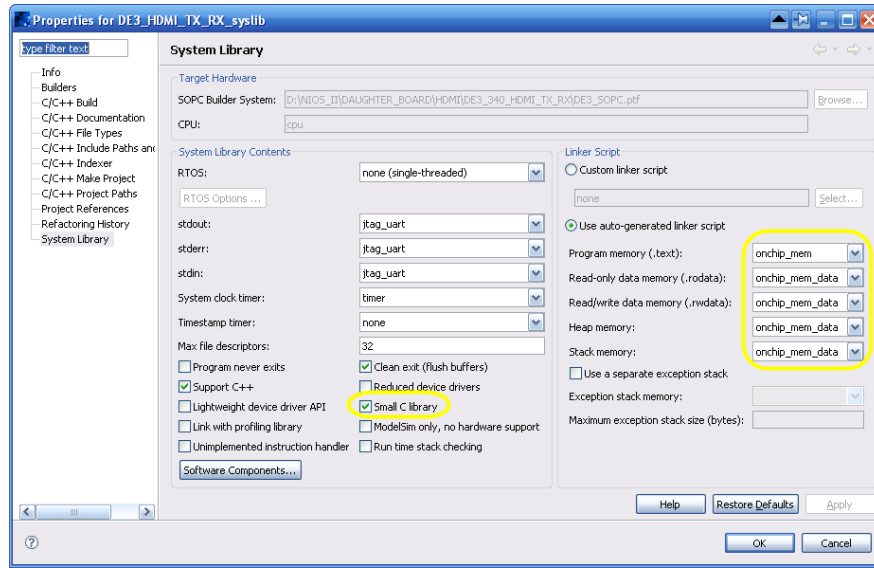 Properties for DE3_HDMI_TX_RX_syslib
type filter text
System Library
Info
Builders
C/C++ Build
C/C++ Documentation
C/C++ File Types
C/C++ Include Paths and
C/C++ Indexer
C/C++ Make Project
C/C++ Project Paths
Project References
Refactoring History
System Library
Target Hardware
SOPC Builder System: D:\NIOS_II\DAUGHTER_BOARD\HDMI\DE3_340_HDMI_TX_RX\DE3_SOPC.ptf Browse...
CPU: cpu
System Library Contents
RTOS: none (single-threaded)
RTOS Options ...
stdout: jtag_uart
stderr: jtag_uart
stdin: jtag_uart
System clock timer: timer
Timestamp timer: none
Max file descriptors: 32
Program never exits Clean exit (flush buffers)
Support C++ Reduced device drivers
Lightweight device driver API Small C library
Link with profiling library ModelSim only, no hardware support
Unimplemented instruction handler Run time stack checking
Software Components...
Linker Script
Custom linker script
none Select...
Use auto-generated linker script
Program memory (.text): onchip_mem
Read-only data memory (.rodata): onchip_mem_data
Read/write data memory (.rwdata): onchip_mem_data
Heap memory: onchip_mem_data
Stack memory: onchip_mem_data
Use a separate exception stack
Exception stack memory:
Maximum exception stack size (bytes):
Help Restore Defaults Apply
OK Cancel